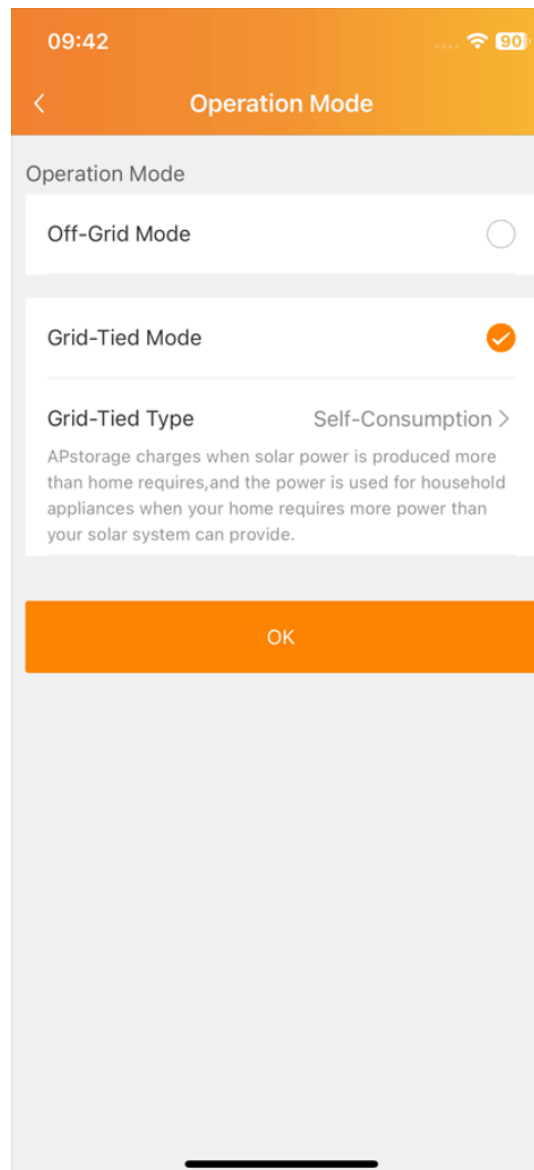 09:42
90
Operation Mode
Operation Mode
Off-Grid Mode
Grid-Tied Mode
Grid-Tied Type Self-Consumption
APstorage charges when solar power is produced more
than home requires,and the power is used for household
appliances when your home requires more power than
your solar system can provide.
OK